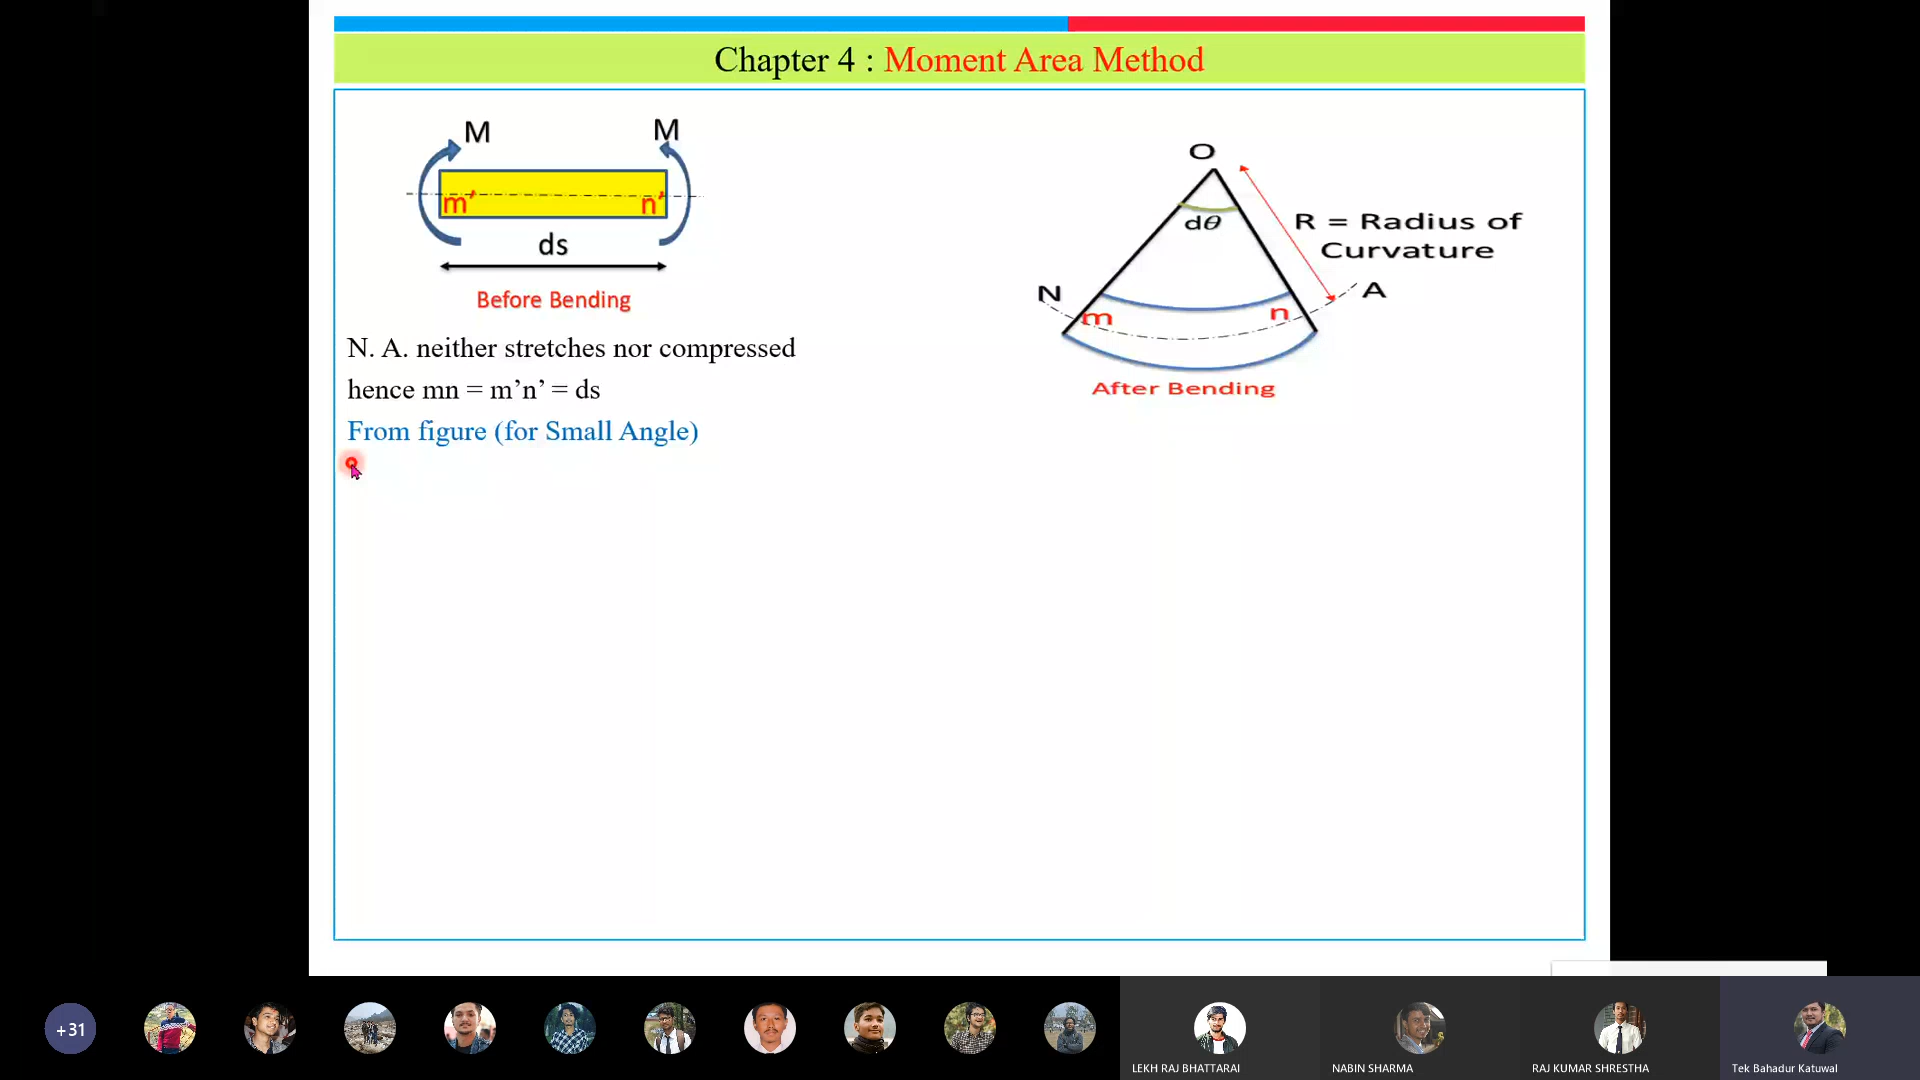 Chapter 4 : Moment Area Method
M
M
m’
n’
ds
Before Bending
O
dθ
R = Radius of
Curvature
N
A
m
n
After Bending
N. A. neither stretches nor compressed
hence mn = m’n’ = ds
From figure (for Small Angle)
+31
LEKH RAJ BHATTARAI
NABIN SHARMA
RAJ KUMAR SHRESTHA
Tek Bahadur Katuwal